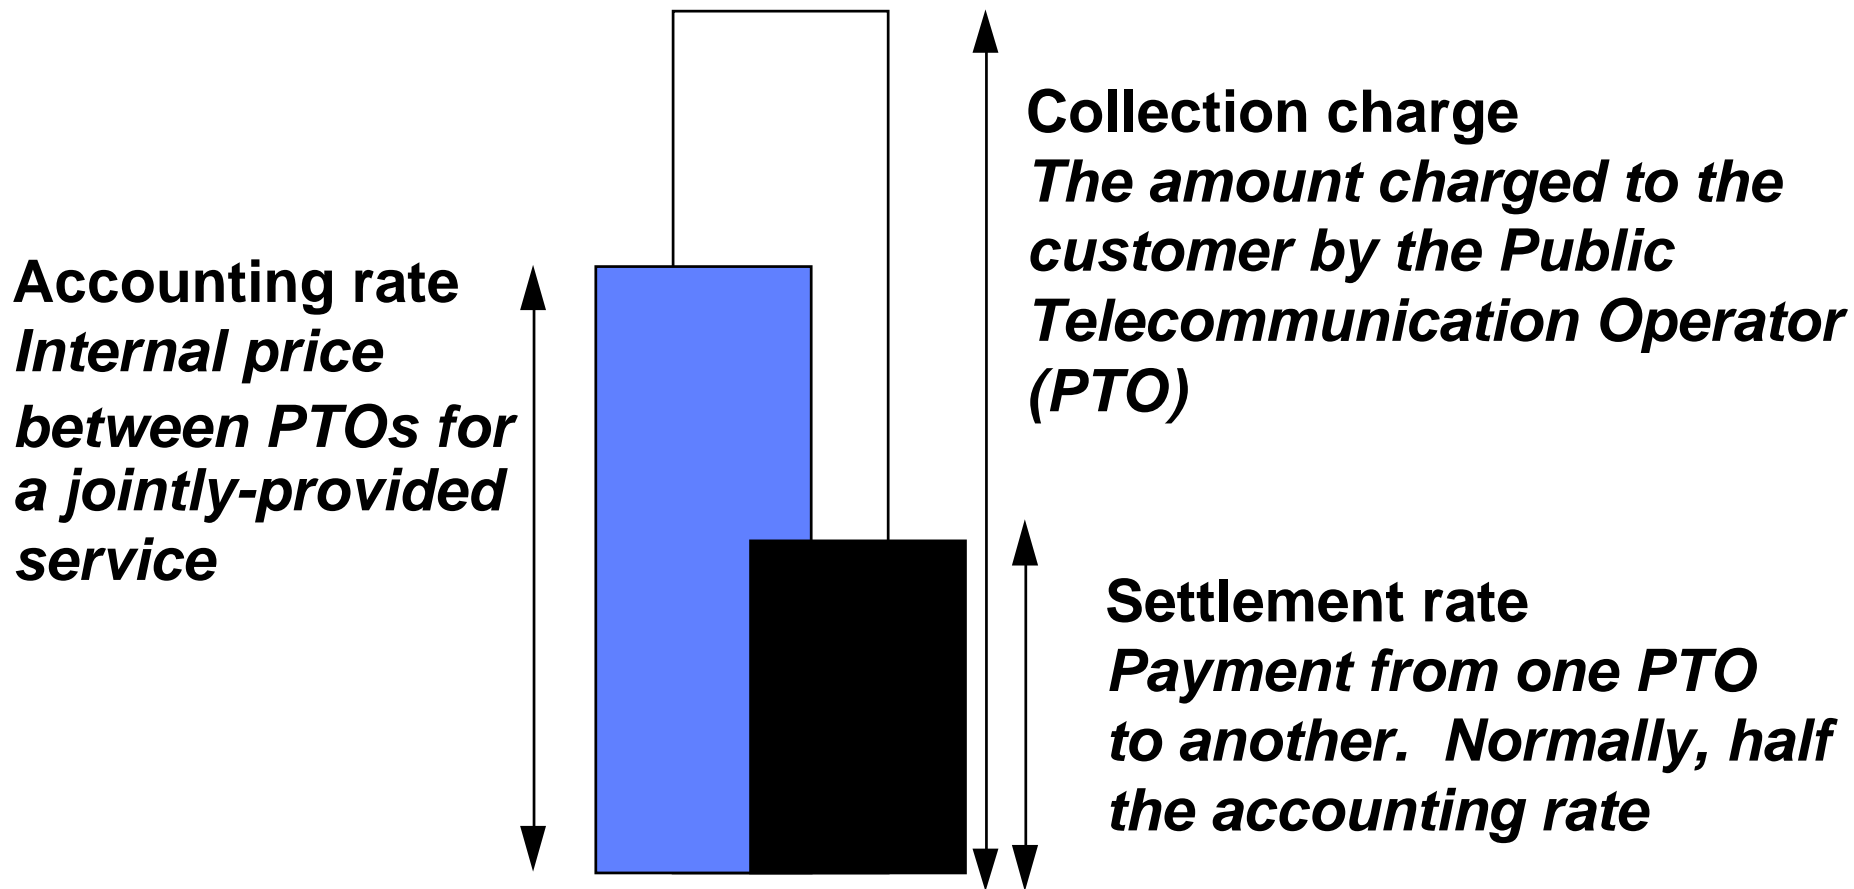 Accounting rate
Internal price
between PTOs for
a jointly-provided
service
Collection charge
The amount charged to the
customer by the Public
Telecommunication Operator
(PTO)
Settlement rate
Payment from one PTO
to another.  Normally, half
the accounting rate